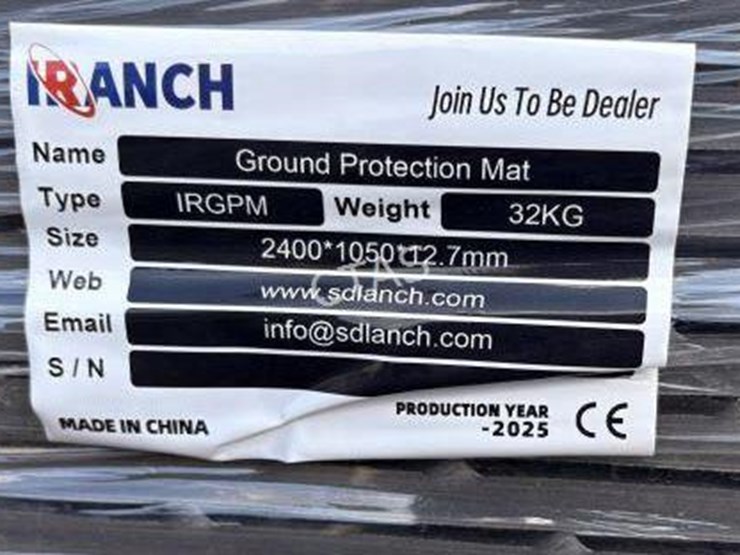 IRANCH
Join Us To Be Dealer
Name Ground Protection Mat
Type IRGPM Weight 32KG
Size 2400*1050*12.7mm
Web www.sdlanch.com
Email info@sdlanch.com
S / N
MADE IN CHINA
PRODUCTION YEAR
-2025
CE